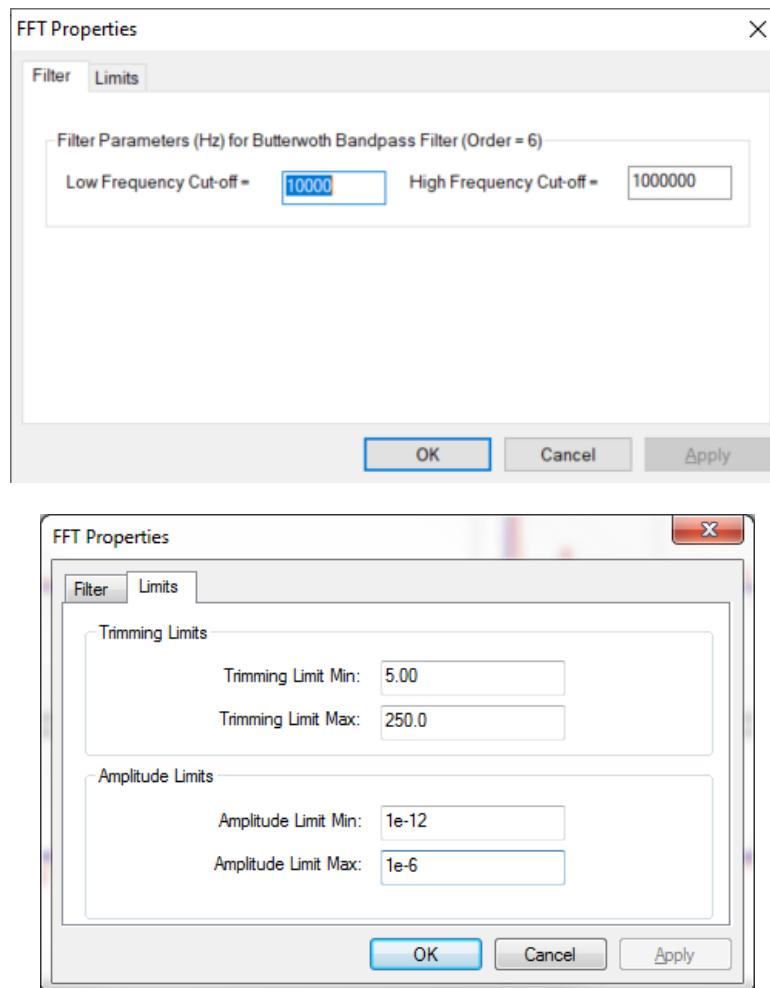 FFT Properties
Filter Limits
Filter Parameters (Hz) for Butterwoth Bandpass Filter (Order = 6)
Low Frequency Cut-off = 10000 High Frequency Cut-off = 1000000
OK Cancel Apply
FFT Properties
Filter Limits
Trimming Limits
Trimming Limit Min: 5.00
Trimming Limit Max: 250.0
Amplitude Limits
Amplitude Limit Min: 1e-12
Amplitude Limit Max: 1e-6
OK Cancel Apply